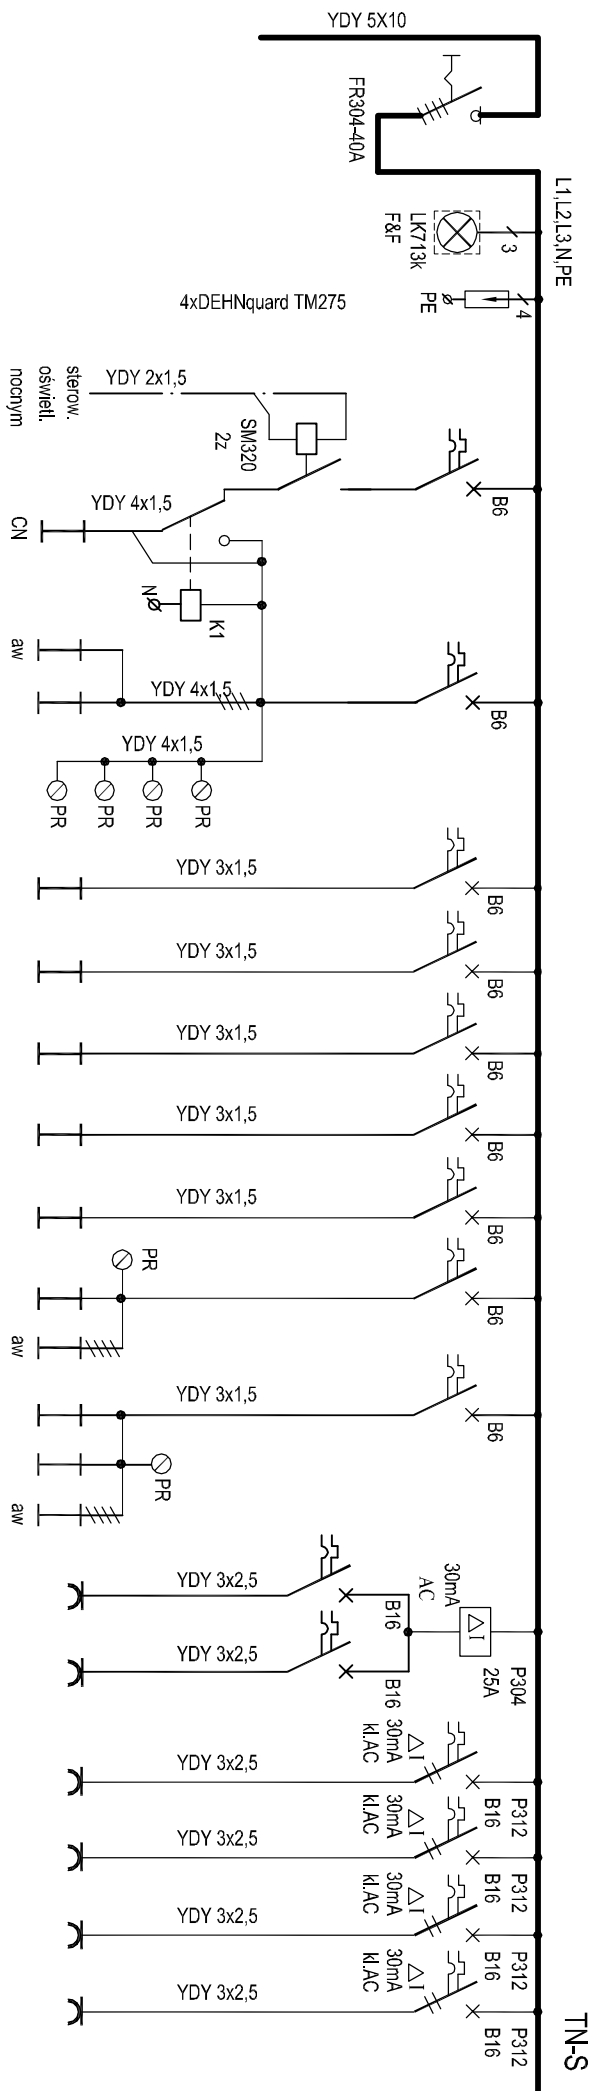 YDY 5X10
FR304-40A
L1,L2,L3,N,PE
LK713k
F&F
3
4xDEHNquard TM275
PE
4
sterow.
oświetl.
nocnym
YDY 2x1,5
SM320
2z
B6
CN
YDY 4x1,5
N
K1
aw
YDY 4x1,5
B6
YDY 4x1,5
PR
PR
PR
PR
YDY 3x1,5
B6
YDY 3x1,5
B6
YDY 3x1,5
B6
YDY 3x1,5
B6
YDY 3x1,5
B6
PR
B6
aw
YDY 3x1,5
B6
PR
aw
30mA
AC
ΔI
P304
25A
YDY 3x2,5
B16
YDY 3x2,5
B16
YDY 3x2,5
ΔI
30mA
kl.AC
P312
B16
YDY 3x2,5
ΔI
30mA
kl.AC
P312
B16
YDY 3x2,5
ΔI
30mA
kl.AC
P312
B16
YDY 3x2,5
ΔI
30mA
kl.AC
P312
B16
TN-S